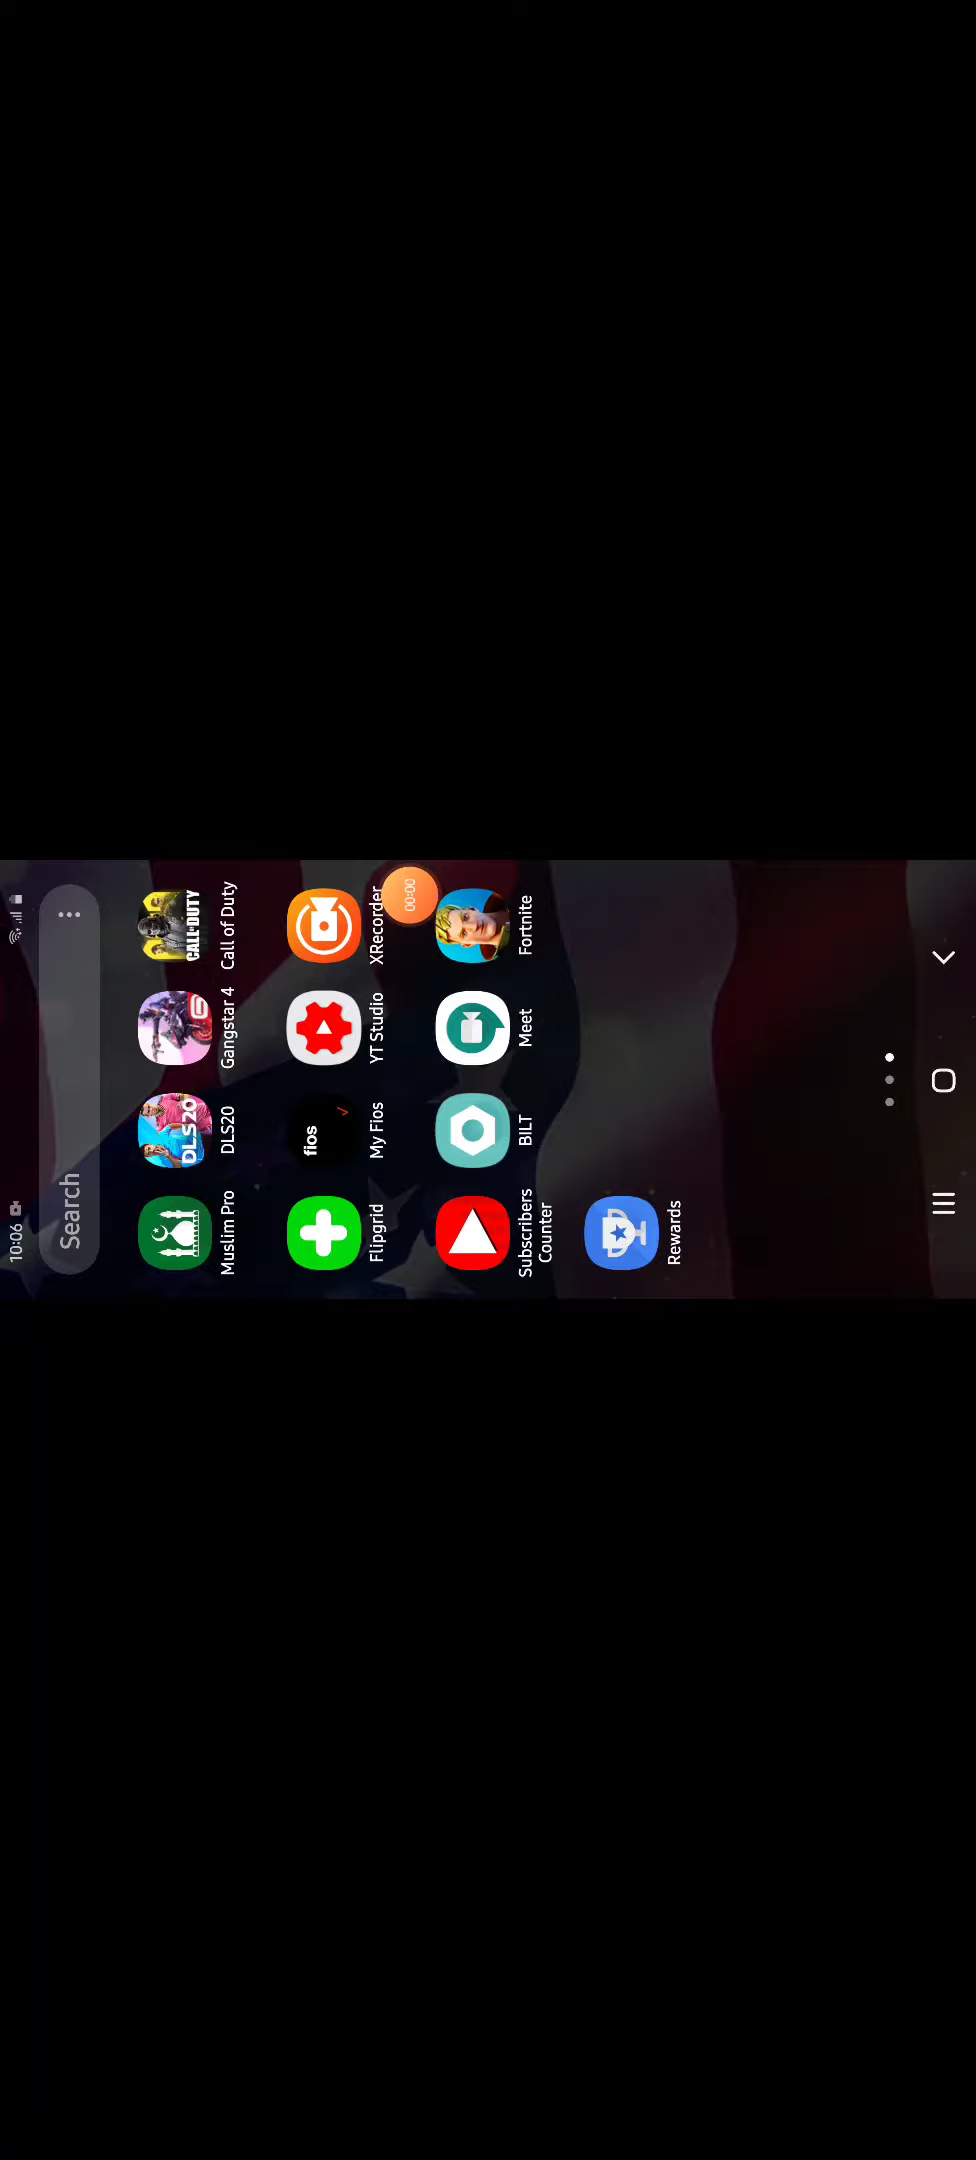 10:06
Search
DLS20
CALL OF DUTY
Muslim Pro
DLS20
Gangstar 4
Call of Duty
fios
Flipgrid
My Fios
YT Studio
XRecorder
00:00
Subscribers
Counter
BILT
Meet
Fortnite
Rewards